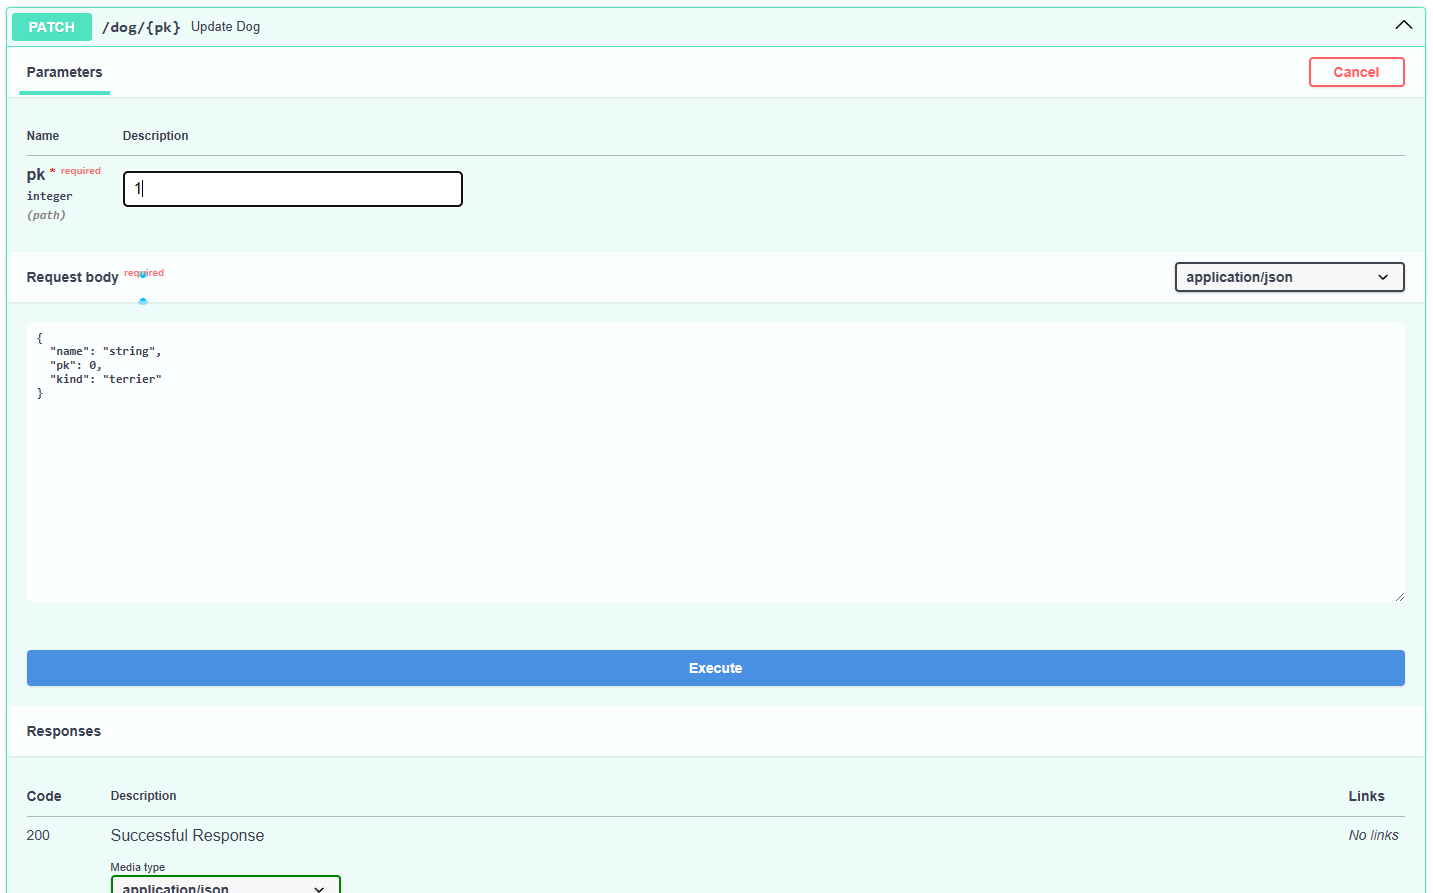 PATCH /dog/{pk} Update Dog
Parameters
Cancel
Name Description
pk * required
integer
(path)
1
Request body required
application/json
{
  "name": "string",
  "pk": 0,
  "kind": "terrier"
}
Execute
Responses
Code Description Links
200 Successful Response No links
Media type
application/json